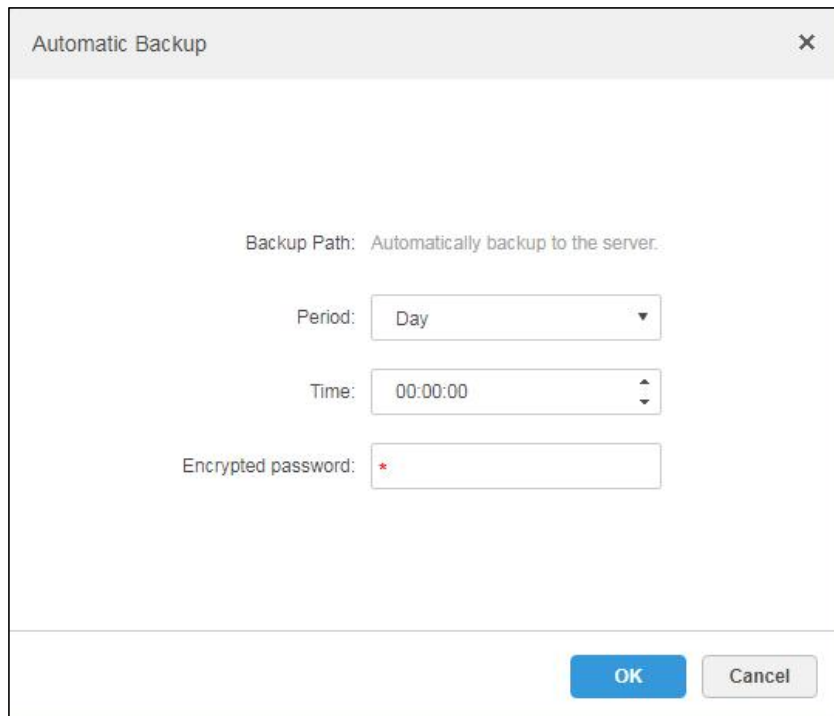 Automatic Backup
Backup Path: Automatically backup to the server.
Period: Day
Time: 00:00:00
Encrypted password: *
OK Cancel